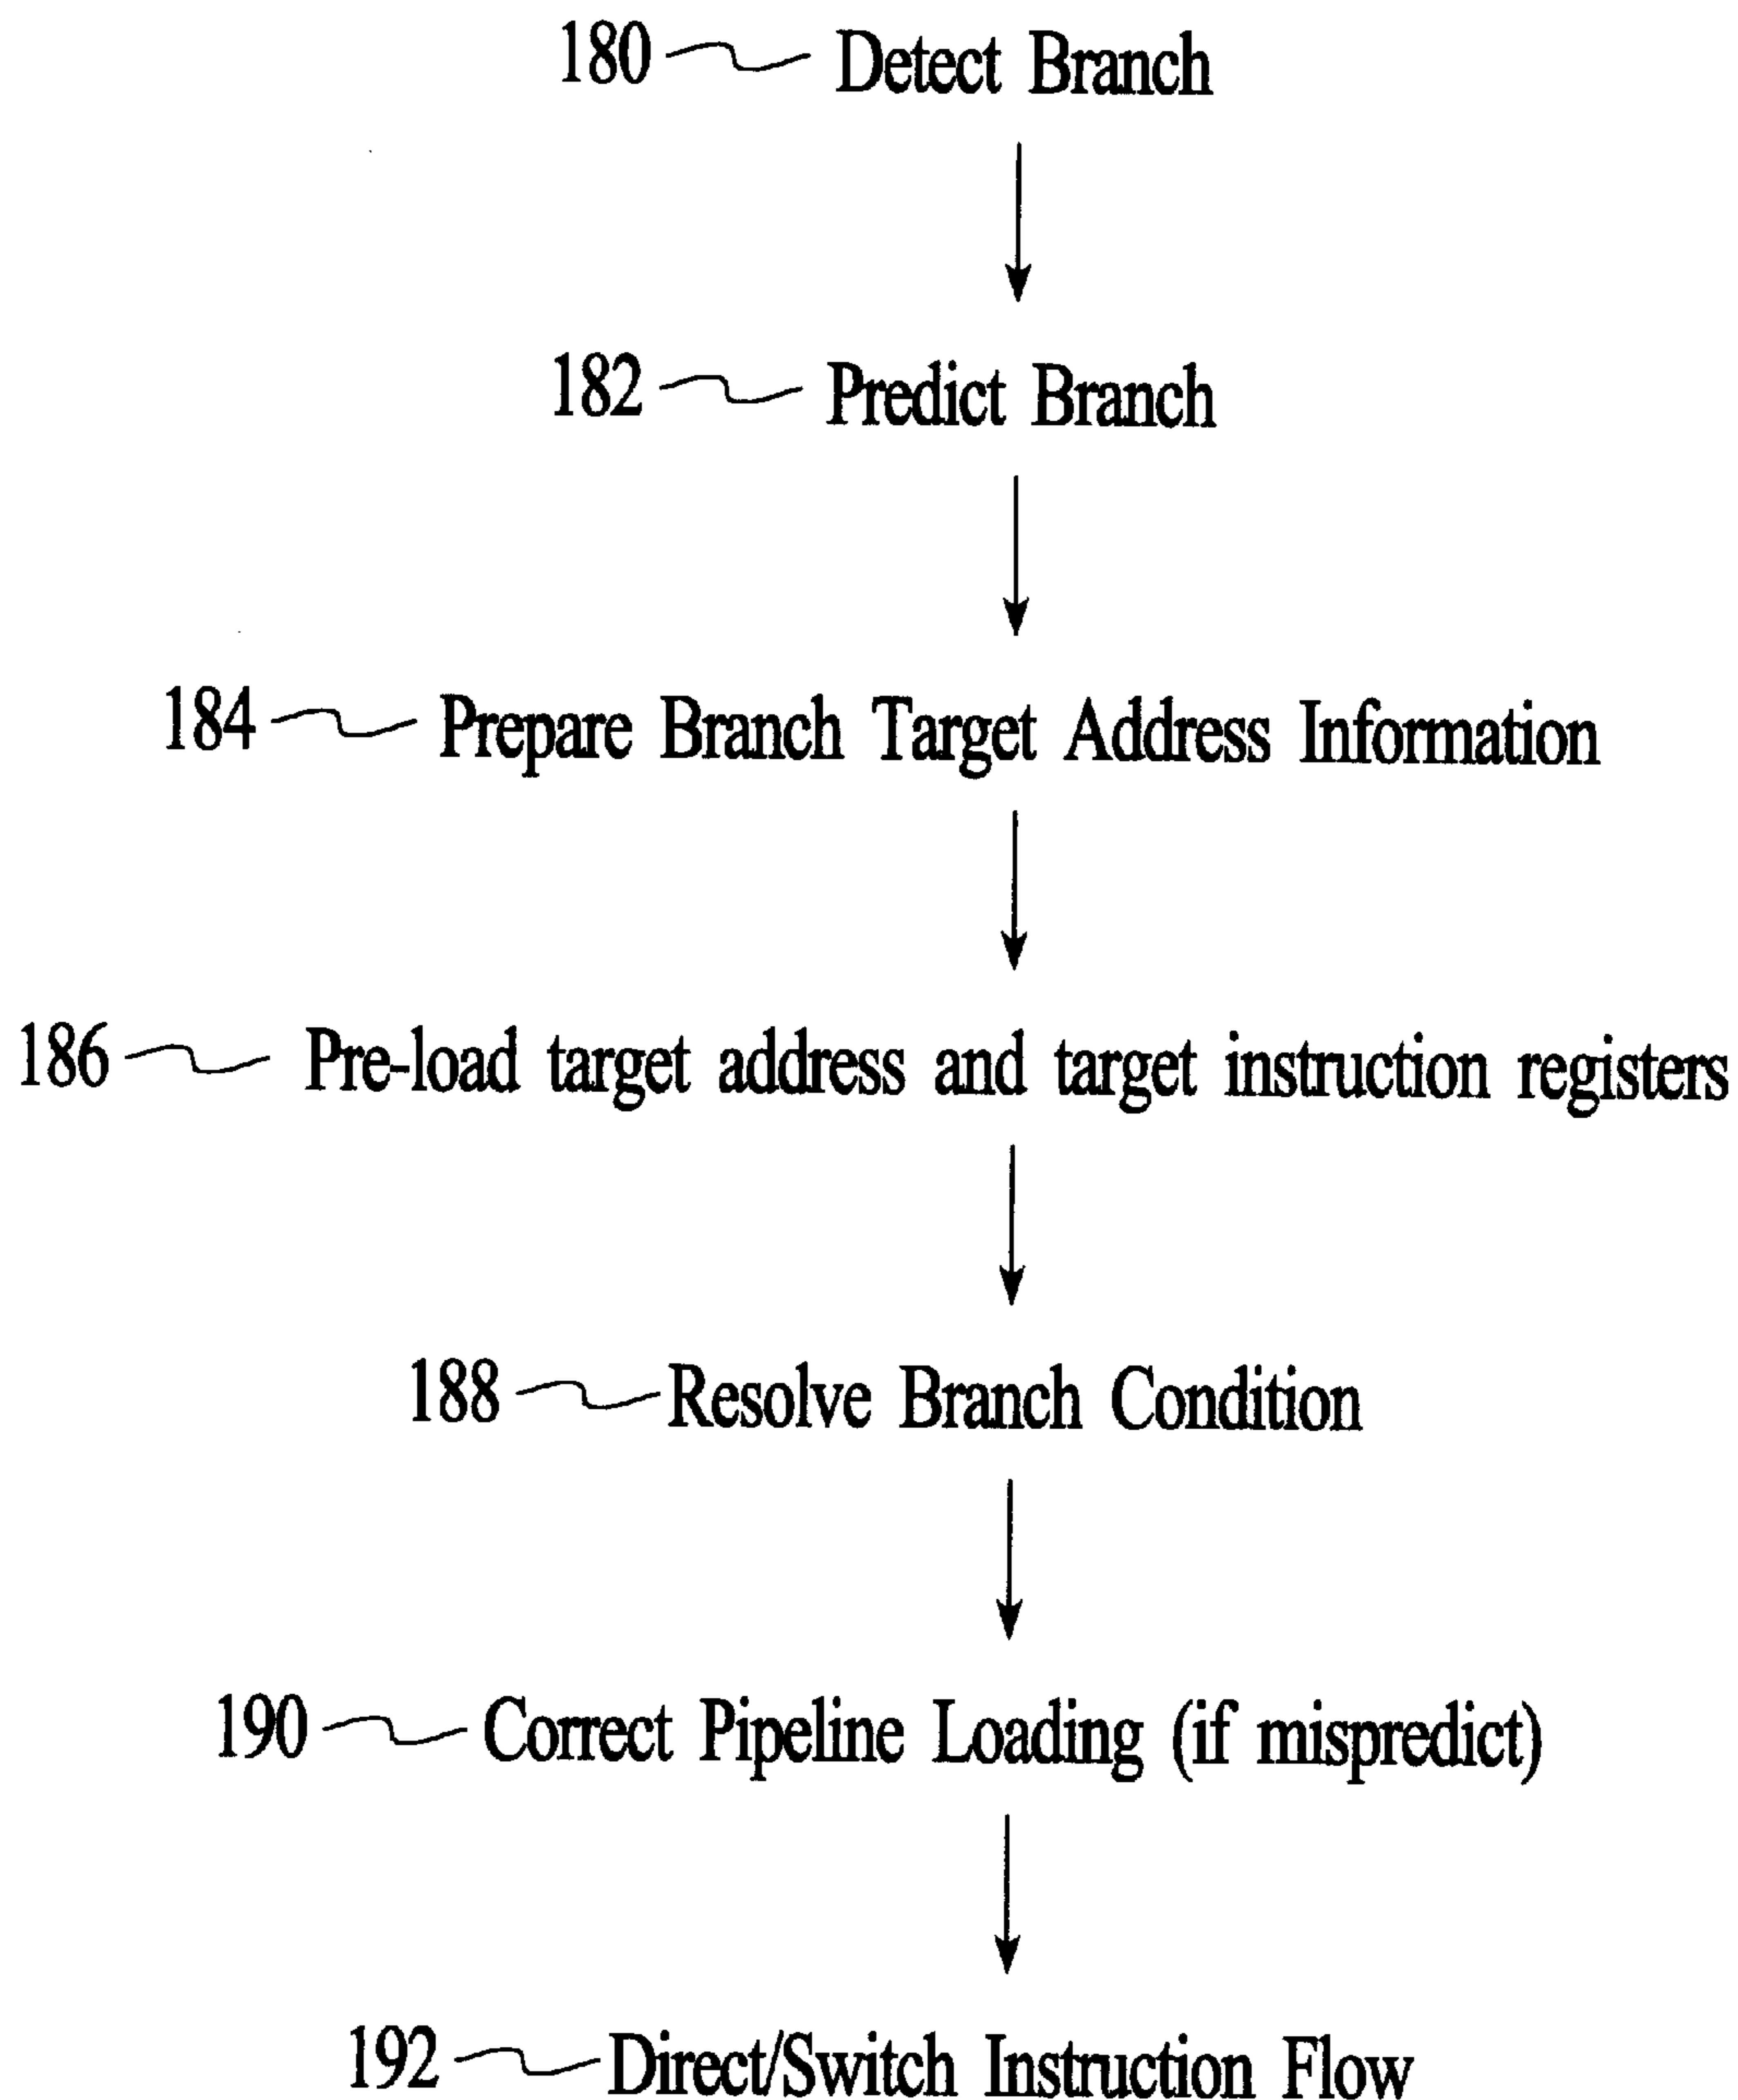 180 Detect Branch
182 Predict Branch
184 Prepare Branch Target Address Information
186 Pre-load target address and target instruction registers
188 Resolve Branch Condition
190 Correct Pipeline Loading (if mispredict)
192 Direct/Switch Instruction Flow